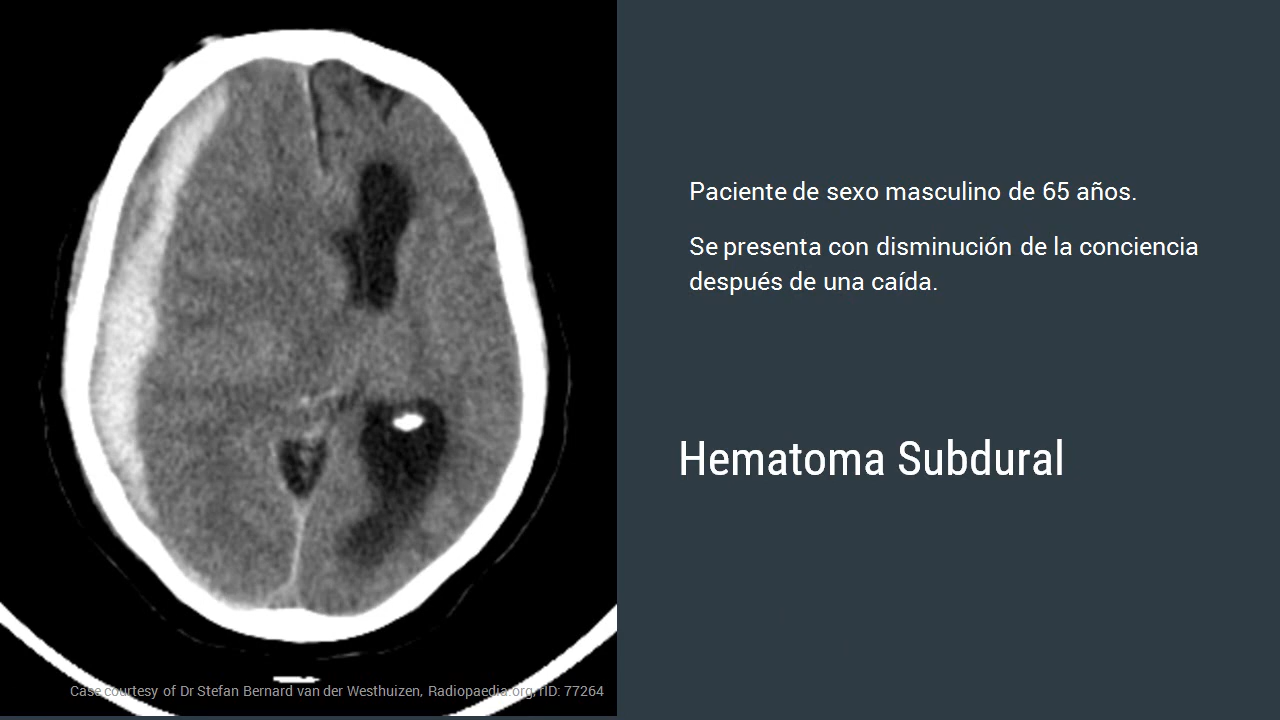 Paciente de sexo masculino de 65 años.
Se presenta con disminución de la conciencia
después de una caída.
Hematoma Subdural
Case courtesy of Dr Stefan Bernard van der Westhuizen, Radiopaedia.org, rID: 77264